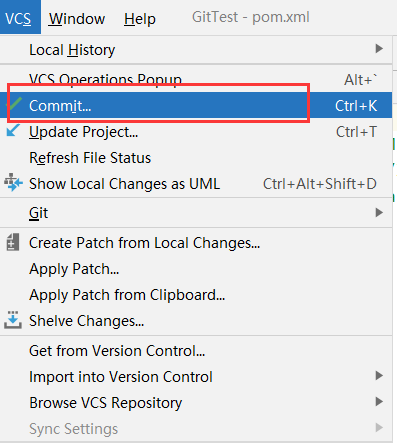 VCS Window Help GitTest - pom.xml
Local History
VCS Operations Popup Alt+`
Commit... Ctrl+K
Update Project... Ctrl+T
Refresh File Status
Show Local Changes as UML Ctrl+Alt+Shift+D
Git
Create Patch from Local Changes...
Apply Patch...
Apply Patch from Clipboard...
Shelve Changes...
Get from Version Control...
Import into Version Control
Browse VCS Repository
Sync Settings